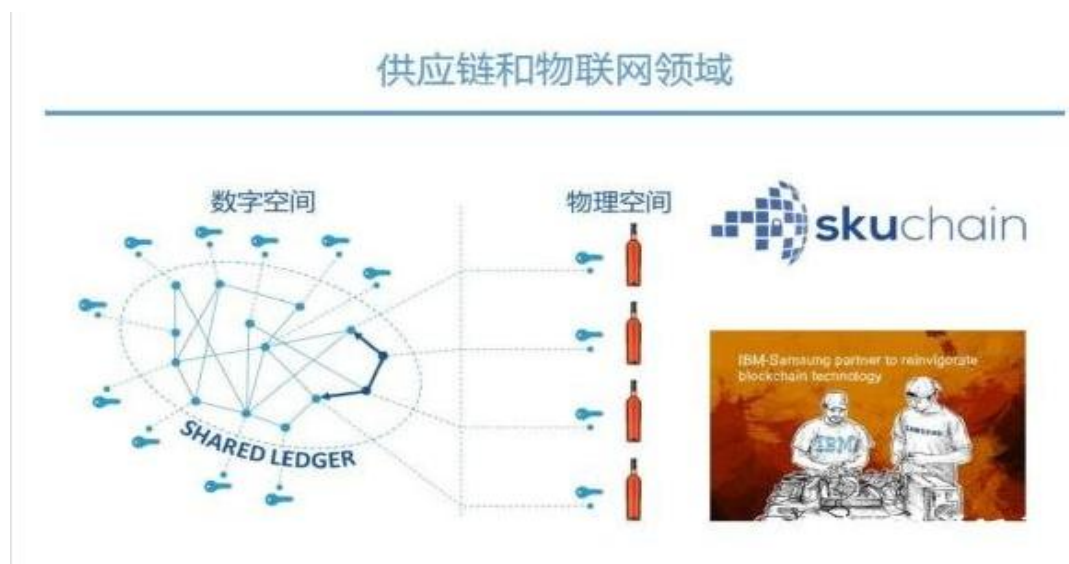 供应链和物联网领域
数字空间
物理空间
skuchain
SHARED LEDGER
IBM-Samsung partner to reinvigorate
blockchain technology
IBM
SAMSUNG